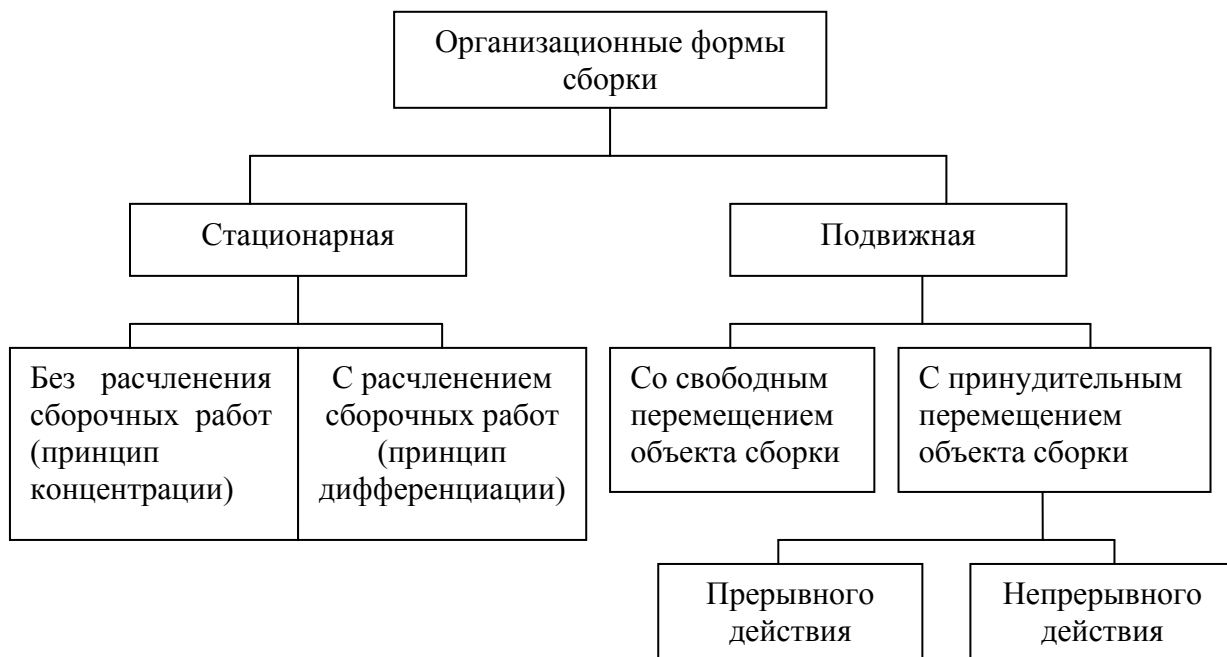 Организационные формы
сборки
Стационарная
Подвижная
Без расчленения
сборочных работ
(принцип
концентрации)
С расчленением
сборочных работ
(принцип
дифференциации)
Со свободным
перемещением
объекта сборки
С принудительным
перемещением
объекта сборки
Прерывного
действия
Непрерывного
действия